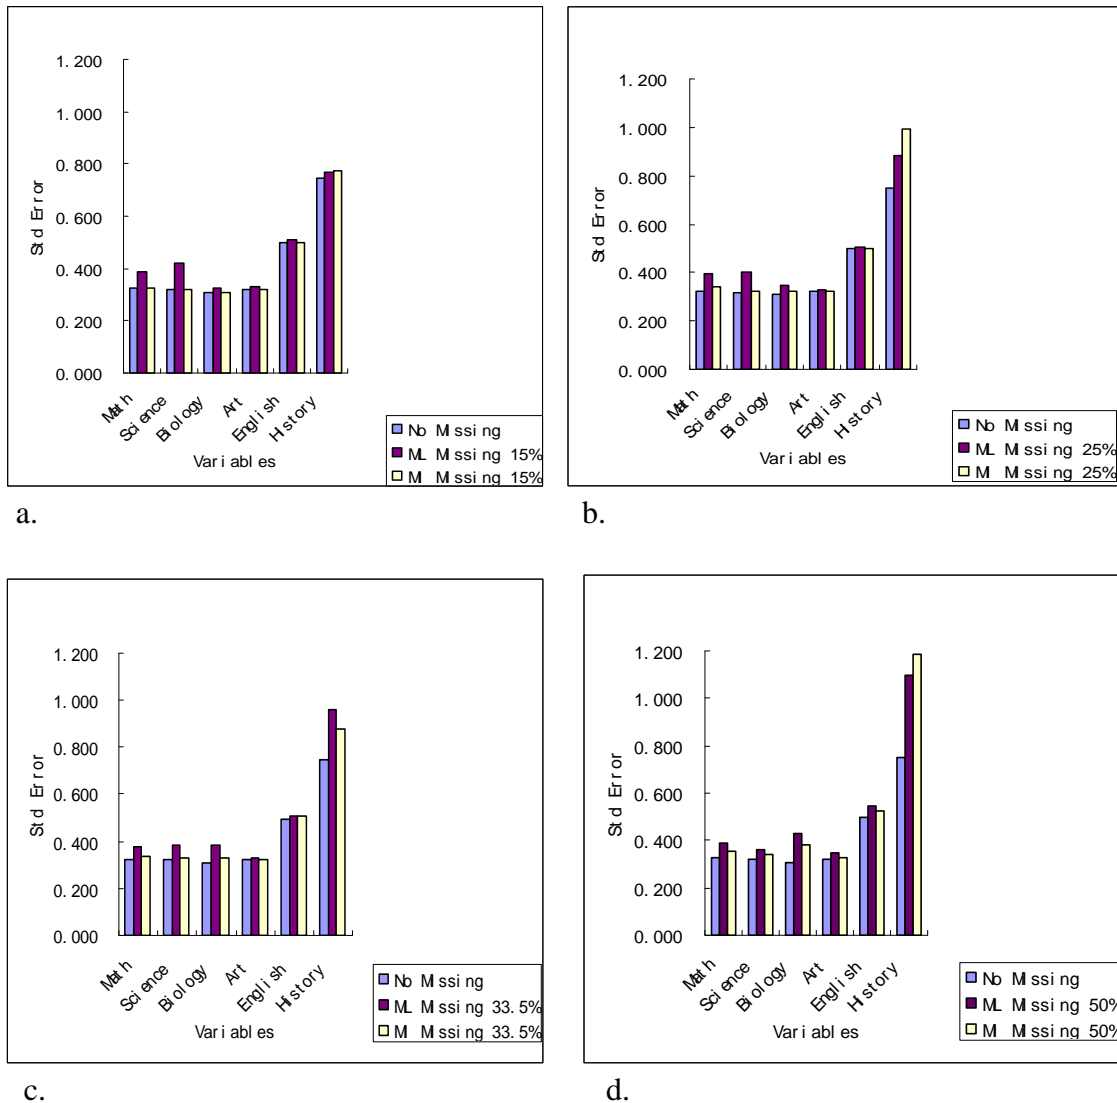 1.200
1.000
0.800
0.600
0.400
0.200
0.000
Std Error
Math
Science
Biology
Art
English
History
Variables
No Missing
ML Missing 15%
MI Missing 15%
a.
1.200
1.000
0.800
0.600
0.400
0.200
0.000
Std Error
Math
Science
Biology
Art
English
History
Variables
No Missing
ML Missing 25%
MI Missing 25%
b.
1.200
1.000
0.800
0.600
0.400
0.200
0.000
Std Error
Math
Science
Biology
Art
English
History
Variables
No Missing
ML Missing 33.5%
MI Missing 33.5%
c.
1.200
1.000
0.800
0.600
0.400
0.200
0.000
Std Error
Math
Science
Biology
Art
English
History
Variables
No Missing
ML Missing 50%
MI Missing 50%
d.